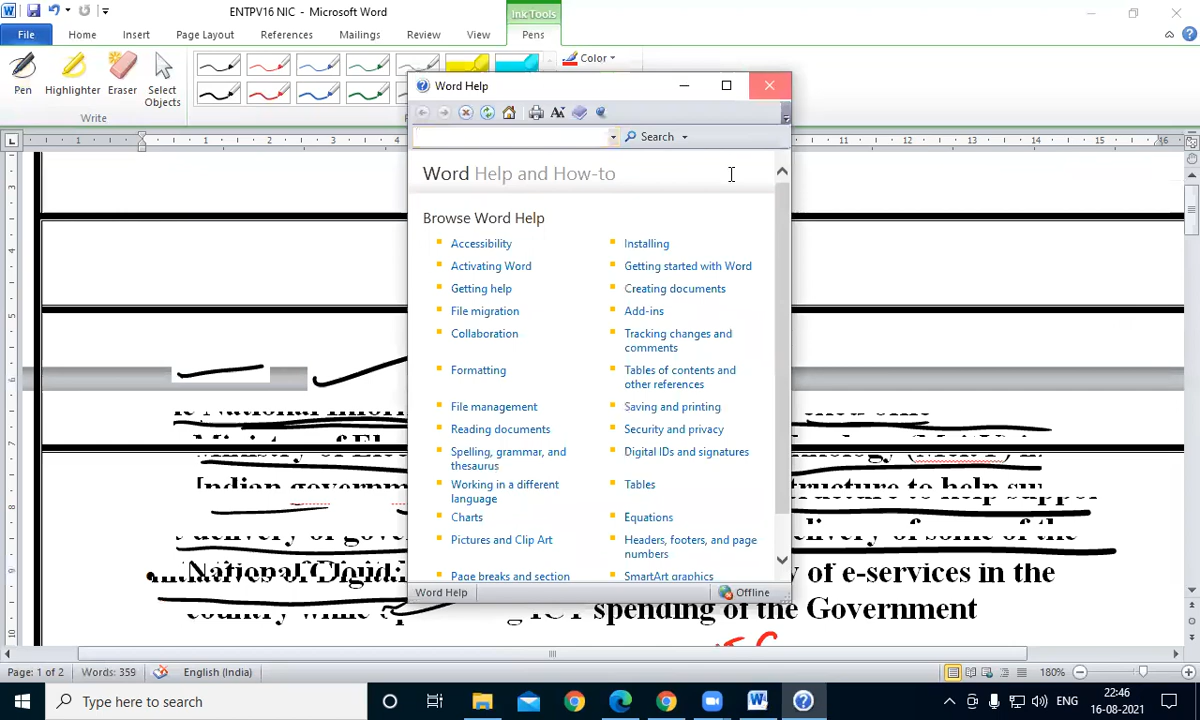 ENTPV16 NIC - Microsoft Word
Ink Tools
File Home Insert Page Layout References Mailings Review View Pens
Pen Highlighter Eraser Select Objects
Color
Write
Word Help
Search
Word Help and How-to
Browse Word Help
Accessibility Installing
Activating Word Getting started with Word
Getting help Creating documents
File migration Add-ins
Collaboration Tracking changes and
comments
Formatting Tables of contents and
other references
File management Saving and printing
Reading documents Security and privacy
Spelling, grammar, and
thesaurus
Digital IDs and signatures
Working in a different
language
Tables
Charts Equations
Pictures and Clip Art Headers, footers, and page
numbers
Page breaks and section SmartArt graphics
Word Help Offline
Indian government
National Cloud
y of e-services in the
country while
ICT spending of the Government
Page: 1 of 2 Words: 359 English (India) 180%
Type here to search
ENG
22:46
16-08-2021